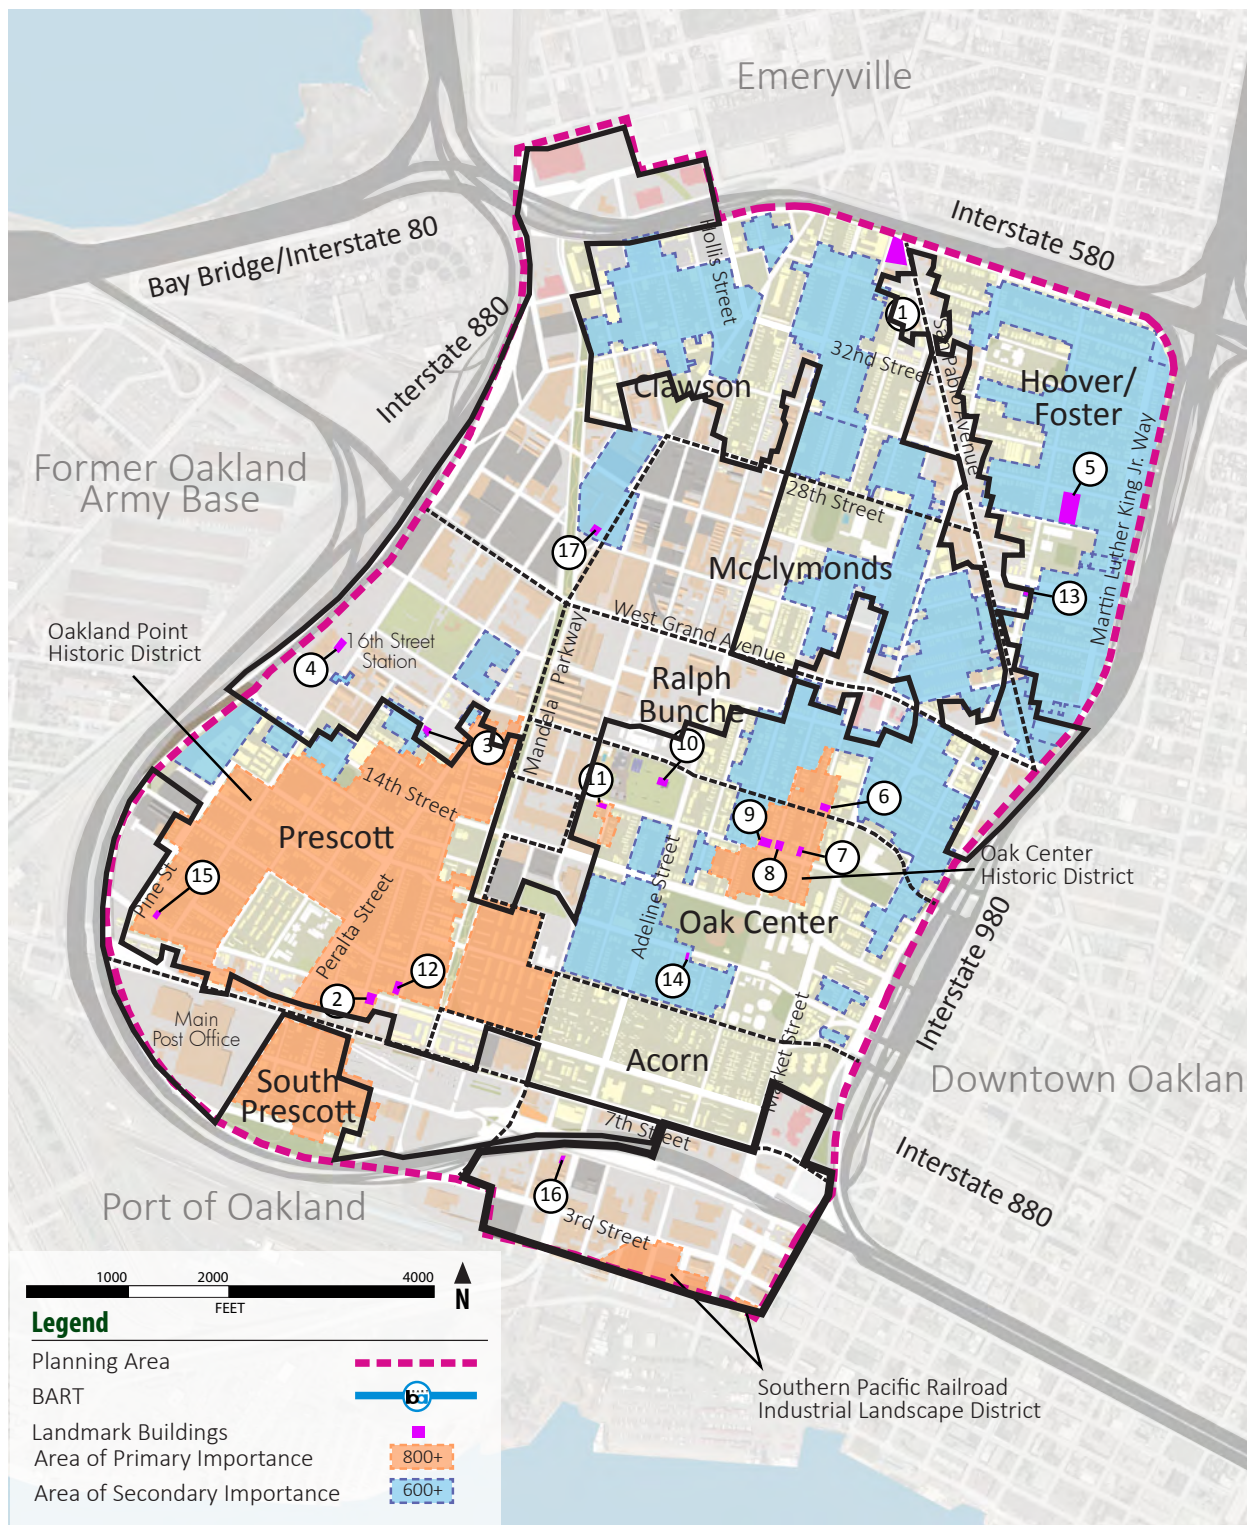 Emeryville
Interstate 580
Bay Bridge/Interstate 80
Hollis Street
Interstate 880
1
San Pablo Avenue
32nd Street
Clawson
Hoover/
Foster
Martin Luther King Jr. Way
Former Oakland
Army Base
5
28th Street
17
McClymonds
13
West Grand Avenue
Oakland Point
Historic District
4
16th Street
Station
Mandela Parkway
Ralph
Bunche
3
10
11
14th Street
6
9
Prescott
7
8
Oak Center
Historic District
15
Pine St
Peralta Street
Adeline Street
Oak Center
Interstate 980
12
14
2
Main
Post Office
Market Street
Acorn
South
Prescott
Downtown Oaklan
7th Street
Interstate 880
16
Port of Oakland
3rd Street
1000 2000 4000
FEET
N
Legend
Planning Area
BART
ba
Landmark Buildings
Area of Primary Importance 800+
Area of Secondary Importance 600+
Southern Pacific Railroad
Industrial Landscape District